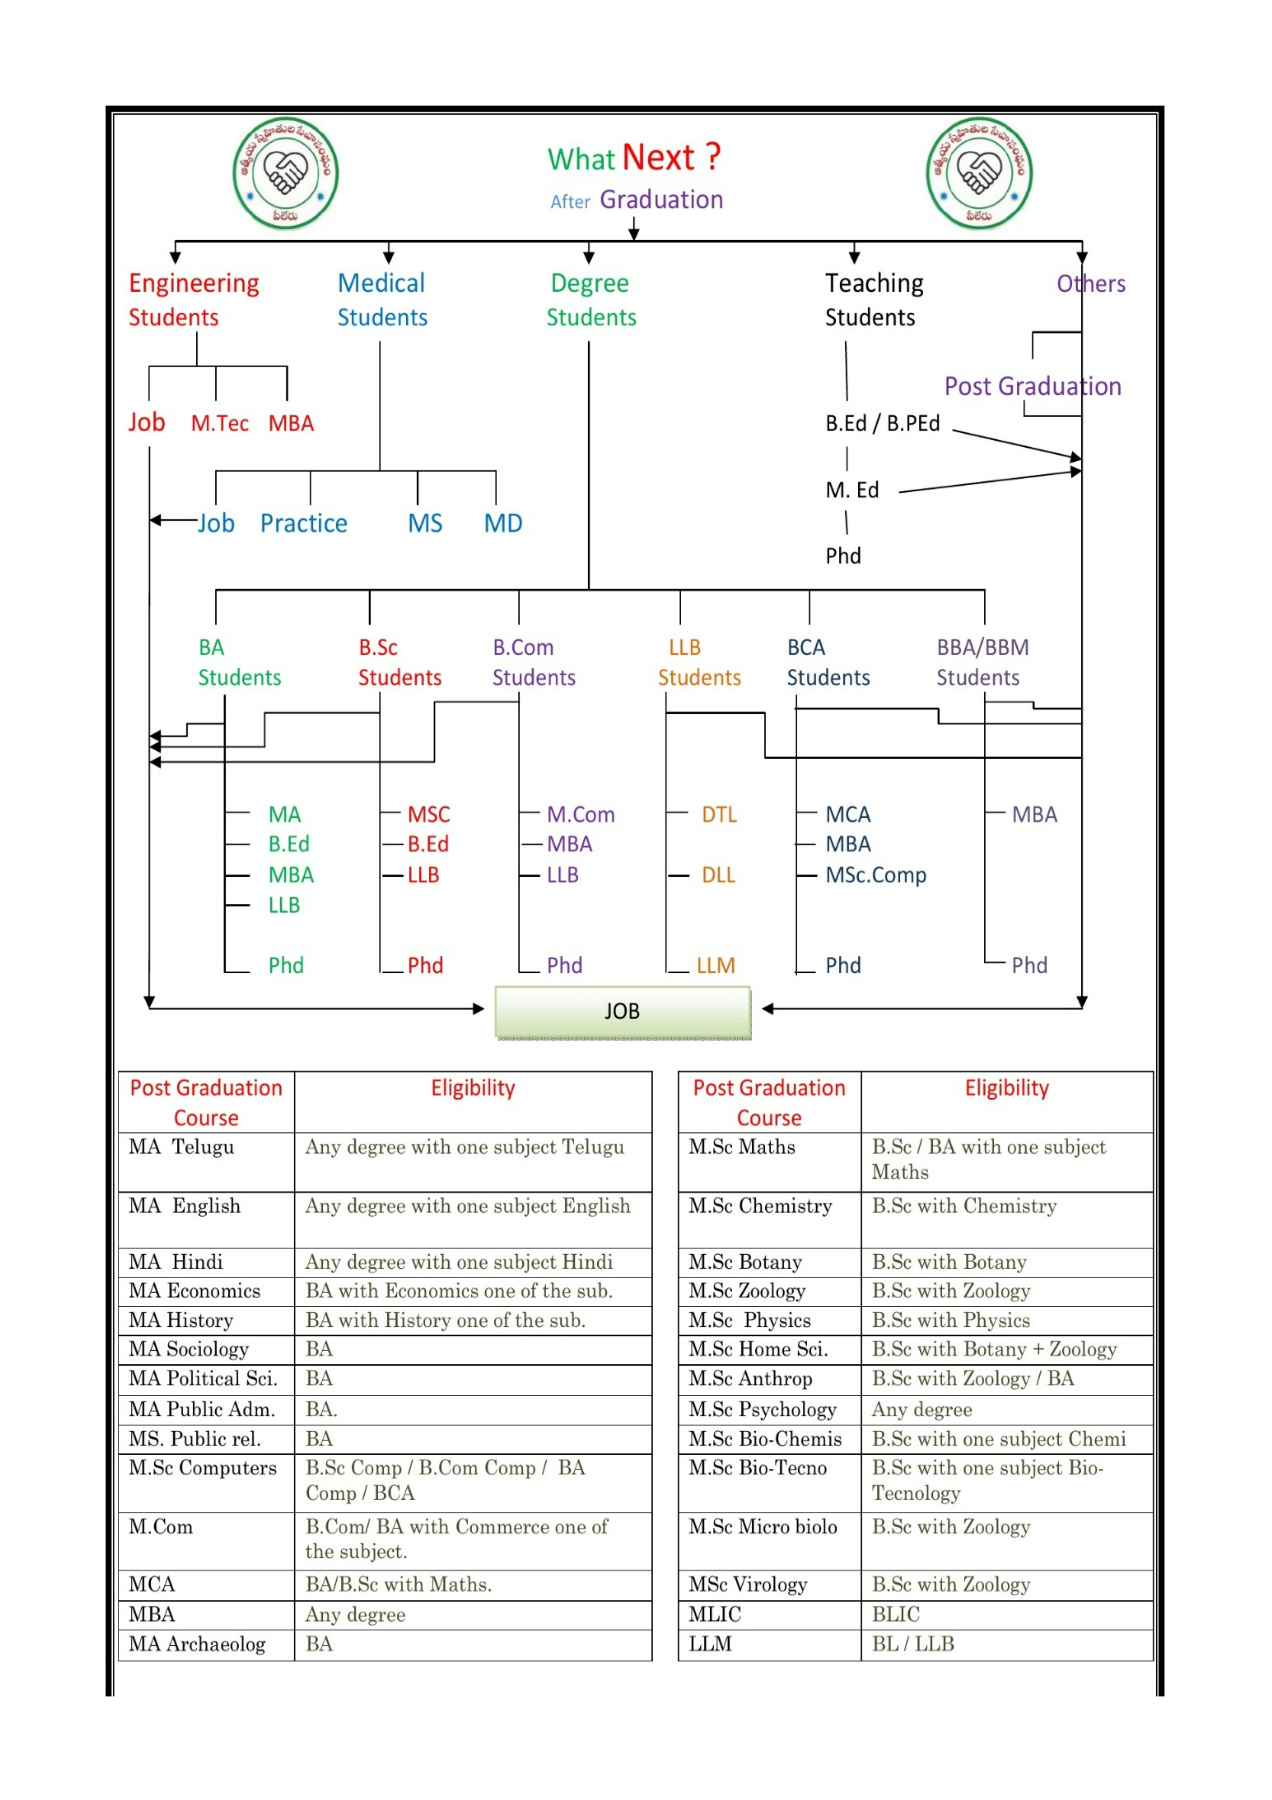 ఆత్మీయ స్నేహితుల సేవాసంఘం
పీలేరు
What Next ?
After Graduation
ఆత్మీయ స్నేహితుల సేవాసంఘం
పీలేరు
Engineering
Students
Medical
Students
Degree
Students
Teaching
Students
Others
Post Graduation
Job M.Tec MBA
B.Ed / B.PEd
M. Ed
Job Practice MS MD
Phd
BA
Students
B.Sc
Students
B.Com
Students
LLB
Students
BCA
Students
BBA/BBM
Students
MA
B.Ed
MBA
LLB
Phd
MSC
B.Ed
LLB
Phd
M.Com
MBA
LLB
Phd
DTL
DLL
LLM
MCA
MBA
MSc.Comp
Phd
MBA
Phd
JOB
Post Graduation
Course
Eligibility
MA Telugu Any degree with one subject Telugu
MA English Any degree with one subject English
MA Hindi Any degree with one subject Hindi
MA Economics BA with Economics one of the sub.
MA History BA with History one of the sub.
MA Sociology BA
MA Political Sci. BA
MA Public Adm. BA.
MS. Public rel. BA
M.Sc Computers B.Sc Comp / B.Com Comp / BA
Comp / BCA
M.Com B.Com/ BA with Commerce one of
the subject.
MCA BA/B.Sc with Maths.
MBA Any degree
MA Archaeolog BA
Post Graduation
Course
Eligibility
M.Sc Maths B.Sc / BA with one subject
Maths
M.Sc Chemistry B.Sc with Chemistry
M.Sc Botany B.Sc with Botany
M.Sc Zoology B.Sc with Zoology
M.Sc Physics B.Sc with Physics
M.Sc Home Sci. B.Sc with Botany + Zoology
M.Sc Anthrop B.Sc with Zoology / BA
M.Sc Psychology Any degree
M.Sc Bio-Chemis B.Sc with one subject Chemi
M.Sc Bio-Tecno B.Sc with one subject Bio-
Tecnology
M.Sc Micro biolo B.Sc with Zoology
MSc Virology B.Sc with Zoology
MLIC BLIC
LLM BL / LLB